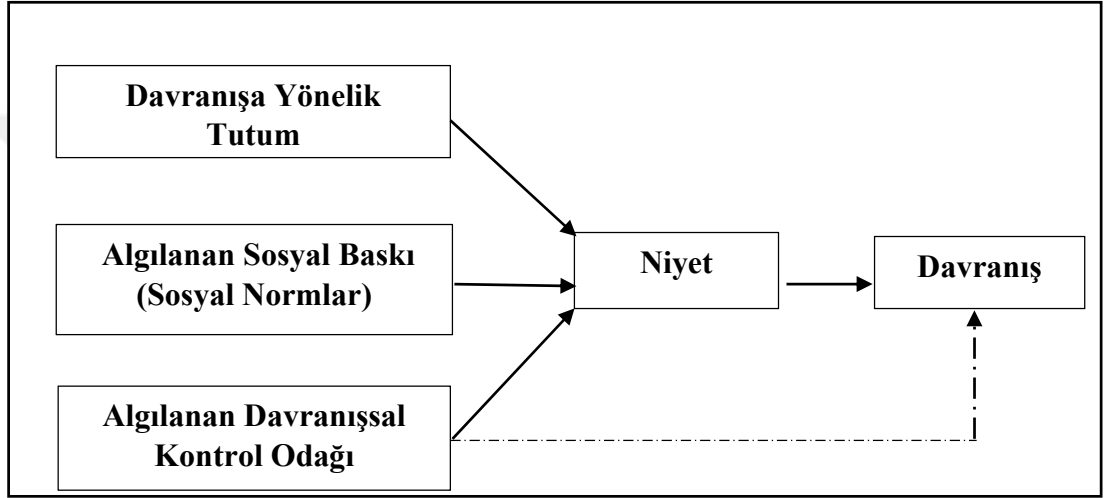 Davranışa Yönelik
Tutum
Algılanan Sosyal Baskı
(Sosyal Normlar)
Niyet
Davranış
Algılanan Davranışsal
Kontrol Odağı